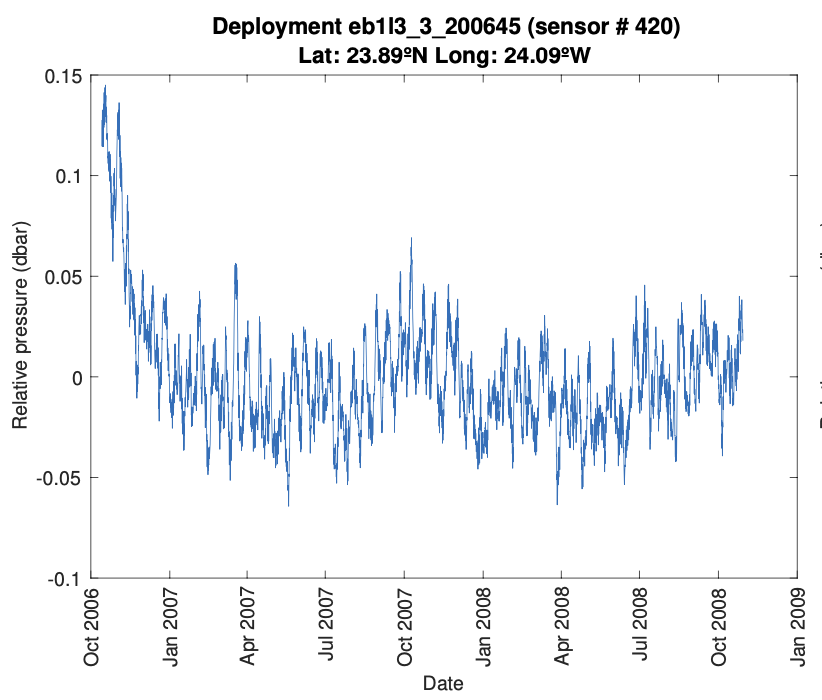 Deployment eb1l3_3_200645 (sensor # 420)
Lat: 23.89ºN Long: 24.09ºW
Relative pressure (dbar)
0.15
0.1
0.05
0
-0.05
-0.1
Oct 2006
Jan 2007
Apr 2007
Jul 2007
Oct 2007
Jan 2008
Apr 2008
Jul 2008
Oct 2008
Jan 2009
Date